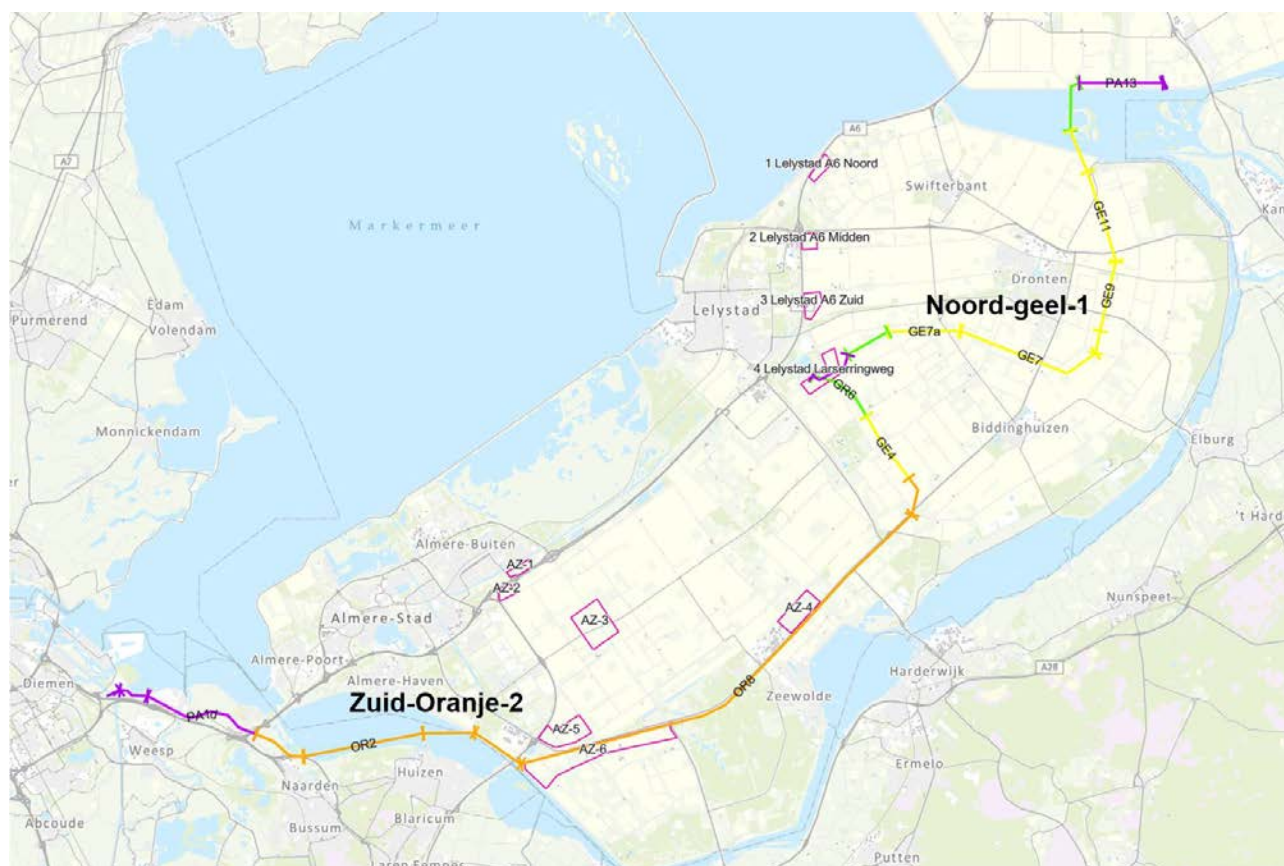 PA13
A6
A7
1 Lelystad A6 Noord
Swifterbant
Markermeer
GE11
2 Lelystad A6 Midden
Dronten
Edam
Volendam
Purmerend
3 Lelystad A6 Zuid
Lelystad
Noord-geel-1
GE9
GE7a
GE7
4 Lelystad Larserringweg
GR6
Monnickendam
Biddinghuizen
Elburg
GE4
't Hard
Almere-Buiten
AZ-1
AZ-2
AZ-3
AZ-4
Nunspeet
Almere-Stad
Almere-Poort
Harderwijk
A28
Diemen
Almere-Haven
Zuid-Oranje-2
Zeewolde
OR8
PA10
Weesp
OR2
AZ-5
AZ-6
Huizen
Naarden
Ermelo
Bussum
Blaricum
Abcoude
Putten